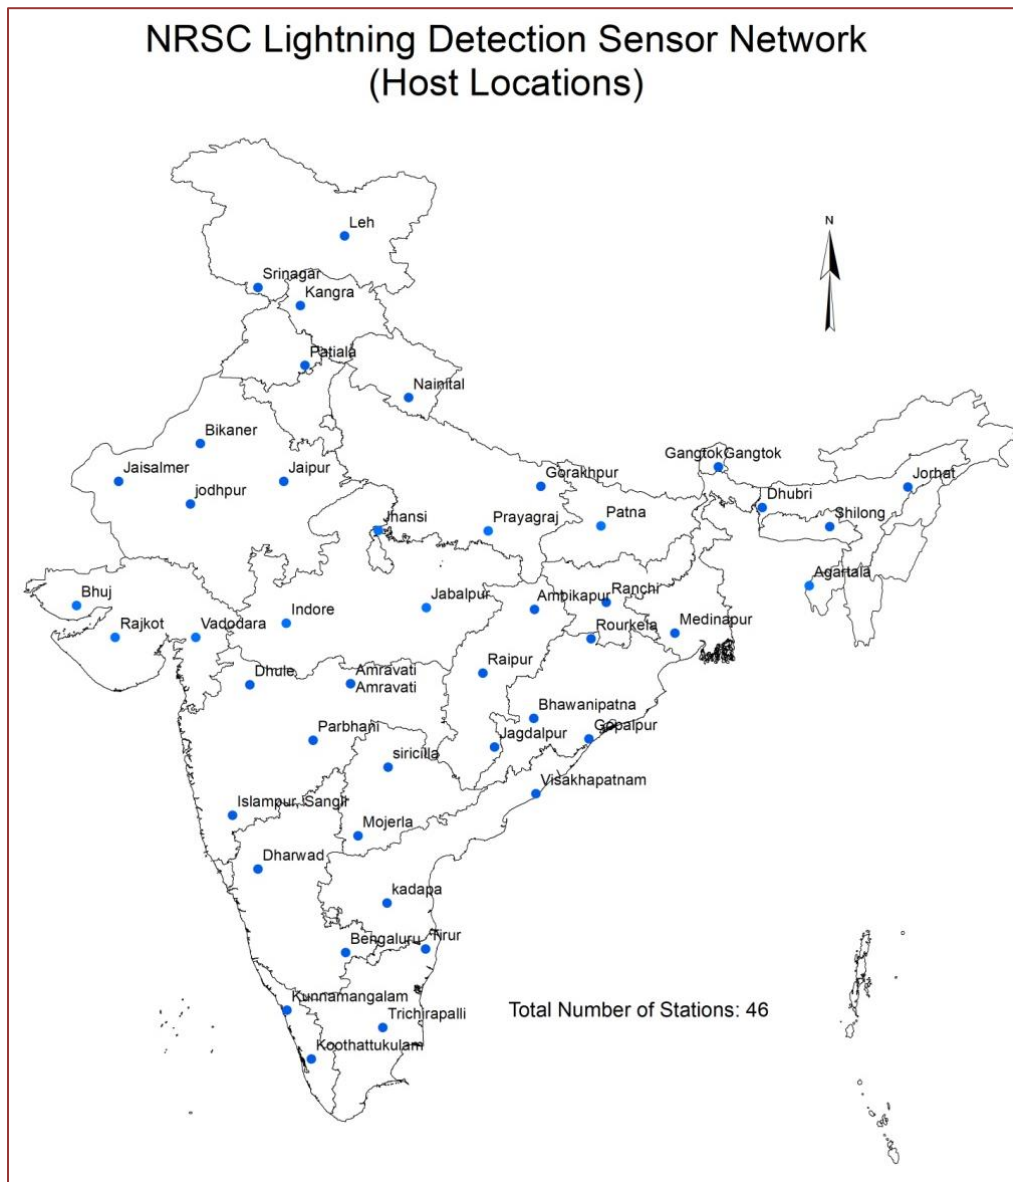 NRSC Lightning Detection Sensor Network
(Host Locations)
N
Leh
Srinagar
Kangra
Patiala
Nainital
Bikaner
Jaisalmer
Jaipur
jodhpur
Gorakhpur
GangtokGangtok
Jorhat
Dhubri
Shilong
Jhansi
Prayagraj
Patna
Agartala
Bhuj
Rajkot
Vadodara
Indore
Jabalpur
Ambikapur
Ranchi
Rourkela
Medinapur
Dhule
Amravati
Amravati
Raipur
Bhawanipatna
Gopalpur
Parbhani
Jagdalpur
siricilla
Visakhapatnam
Islampur, Sangli
Mojerla
Dharwad
kadapa
Bengaluru
Tirur
Kunnamangalam
Trichirapalli
Koothattukulam
Total Number of Stations: 46